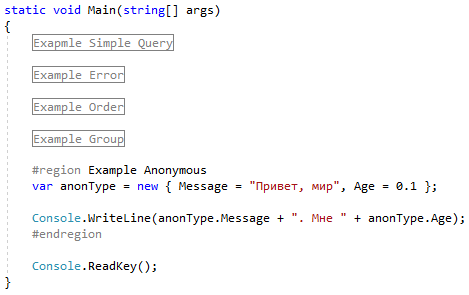 static void Main(string[] args)
{
Exapmle Simple Query
Example Error
Example Order
Example Group
#region Example Anonymous
var anonType = new { Message = "Привет, мир", Age = 0.1 };
Console.WriteLine(anonType.Message + ". Мне " + anonType.Age);
#endregion
Console.ReadKey();
}